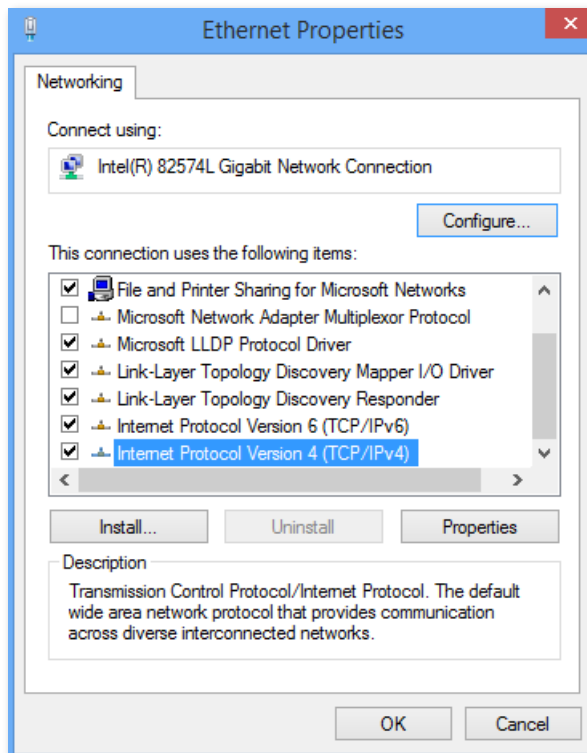 Ethernet Properties
Networking
Connect using:
Intel(R) 82574L Gigabit Network Connection
Configure...
This connection uses the following items:
File and Printer Sharing for Microsoft Networks
Microsoft Network Adapter Multiplexor Protocol
Microsoft LLDP Protocol Driver
Link-Layer Topology Discovery Mapper I/O Driver
Link-Layer Topology Discovery Responder
Internet Protocol Version 6 (TCP/IPv6)
Internet Protocol Version 4 (TCP/IPv4)
Install... Uninstall Properties
Description
Transmission Control Protocol/Internet Protocol. The default
wide area network protocol that provides communication
across diverse interconnected networks.
OK Cancel